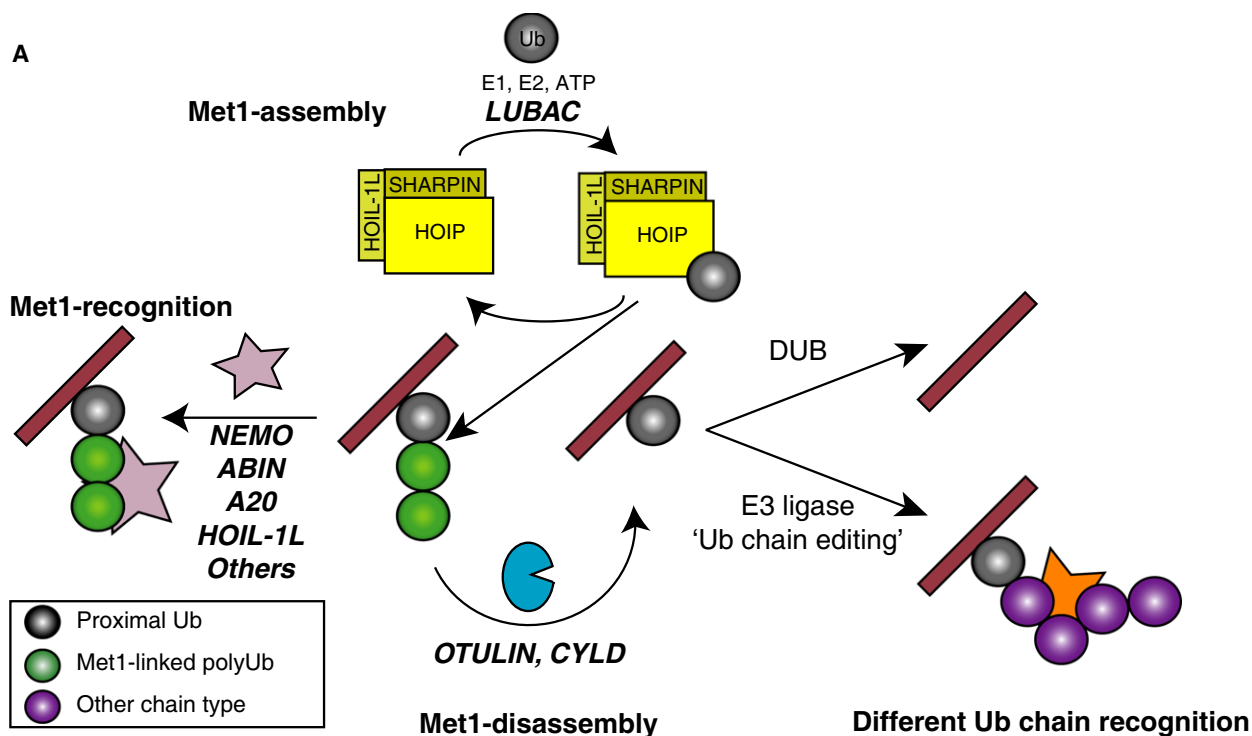 A
Ub
E1, E2, ATP
LUBAC
Met1-assembly
HOIL-1L
SHARPIN
HOIP
HOIL-1L
SHARPIN
HOIP
Met1-recognition
NEMO
ABIN
A20
HOIL-1L
Others
DUB
E3 ligase
‘Ub chain editing’
OTULIN, CYLD
Met1-disassembly
Different Ub chain recognition
Proximal Ub
Met1-linked polyUb
Other chain type